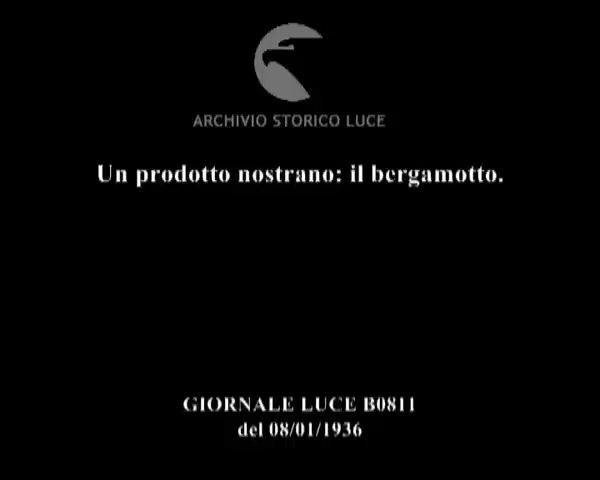 ARCHIVIO STORICO LUCE
Un prodotto nostrano: il bergamotto.
GIORNALE LUCE B0811
del 08/01/1936